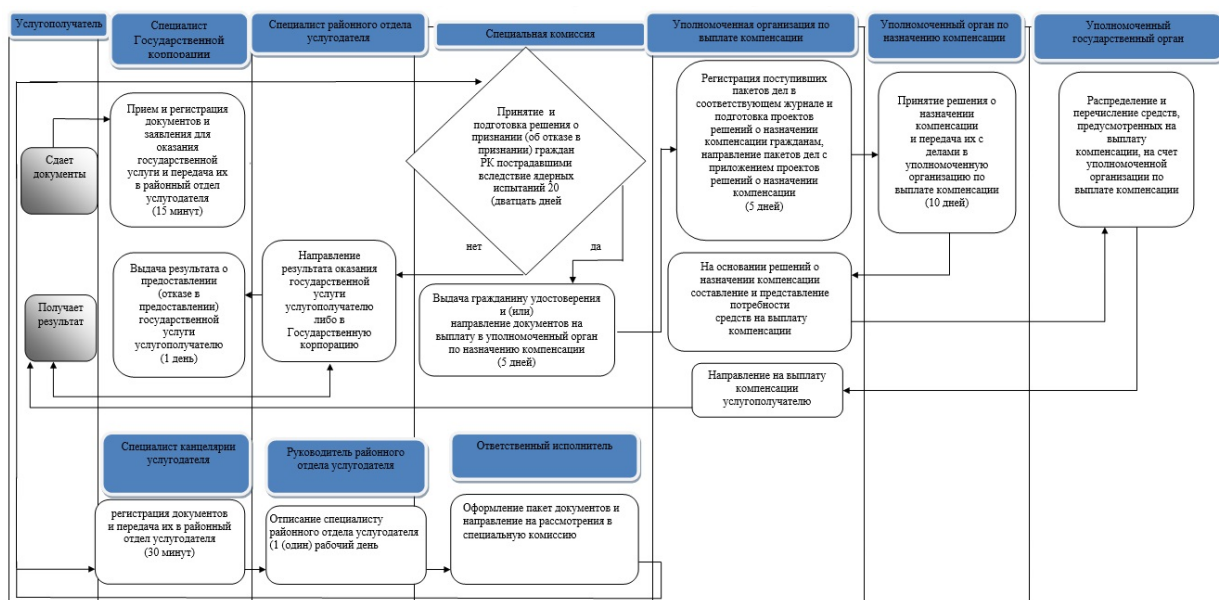 Услугополучатель
Специалист
Государственной
корпорации
Специалист районного отдела
услугодателя
Специальная комиссия
Уполномоченная организация по
выплате компенсации
Уполномоченный орган по
назначению компенсации
Уполномоченный
государственный орган
Сдает
документы
Прием и регистрация
документов и
заявления для
оказания
государственной
услуги и передача их
в районный отдел
услугодателя
(15 минут)
Принятие и
подготовка решения о
признании (об отказе в
признании) граждан
РК пострадавшими
вследствие ядерных
испытаний 20
(двадцать дней
нет
да
Регистрация поступивших
пакетов дел в
соответствующем журнале и
подготовка проектов
решений о назначении
компенсации гражданам,
направление пакетов дел с
приложением проектов
решений о назначении
компенсации
(5 дней)
Принятие решения о
назначении
компенсации
и передача их с
делами в
уполномоченную
организацию по
выплате компенсации
(10 дней)
Распределение и
перечисление средств,
предусмотренных на
выплату
компенсации, на счет
уполномоченной
организации по
выплате компенсации
Получает
результат
Выдача результата о
предоставлении
(отказе в
предоставлении)
государственной
услуги
услугополучателю
(1 день)
Направление
результата оказания
государственной
услуги
услугополучателю
либо в
Государственную
корпорацию
Выдача гражданину удостоверения
и (или)
направление документов на
выплату в уполномоченный орган
по назначению компенсации
(5 дней)
На основании решений о
назначении компенсации
составление и представление
потребности
средств на выплату
компенсации
Направление на выплату
компенсации
услугополучателю
Специалист канцелярии
услугодателя
Руководитель районного
отдела услугодателя
Ответственный исполнитель
регистрация документов
и передача их в районный
отдел услугодателя
(30 минут)
Отписание специалисту
районного отдела услугодателя
(1 (один) рабочий день
Оформление пакет документов и
направление на рассмотрения в
специальную комиссию